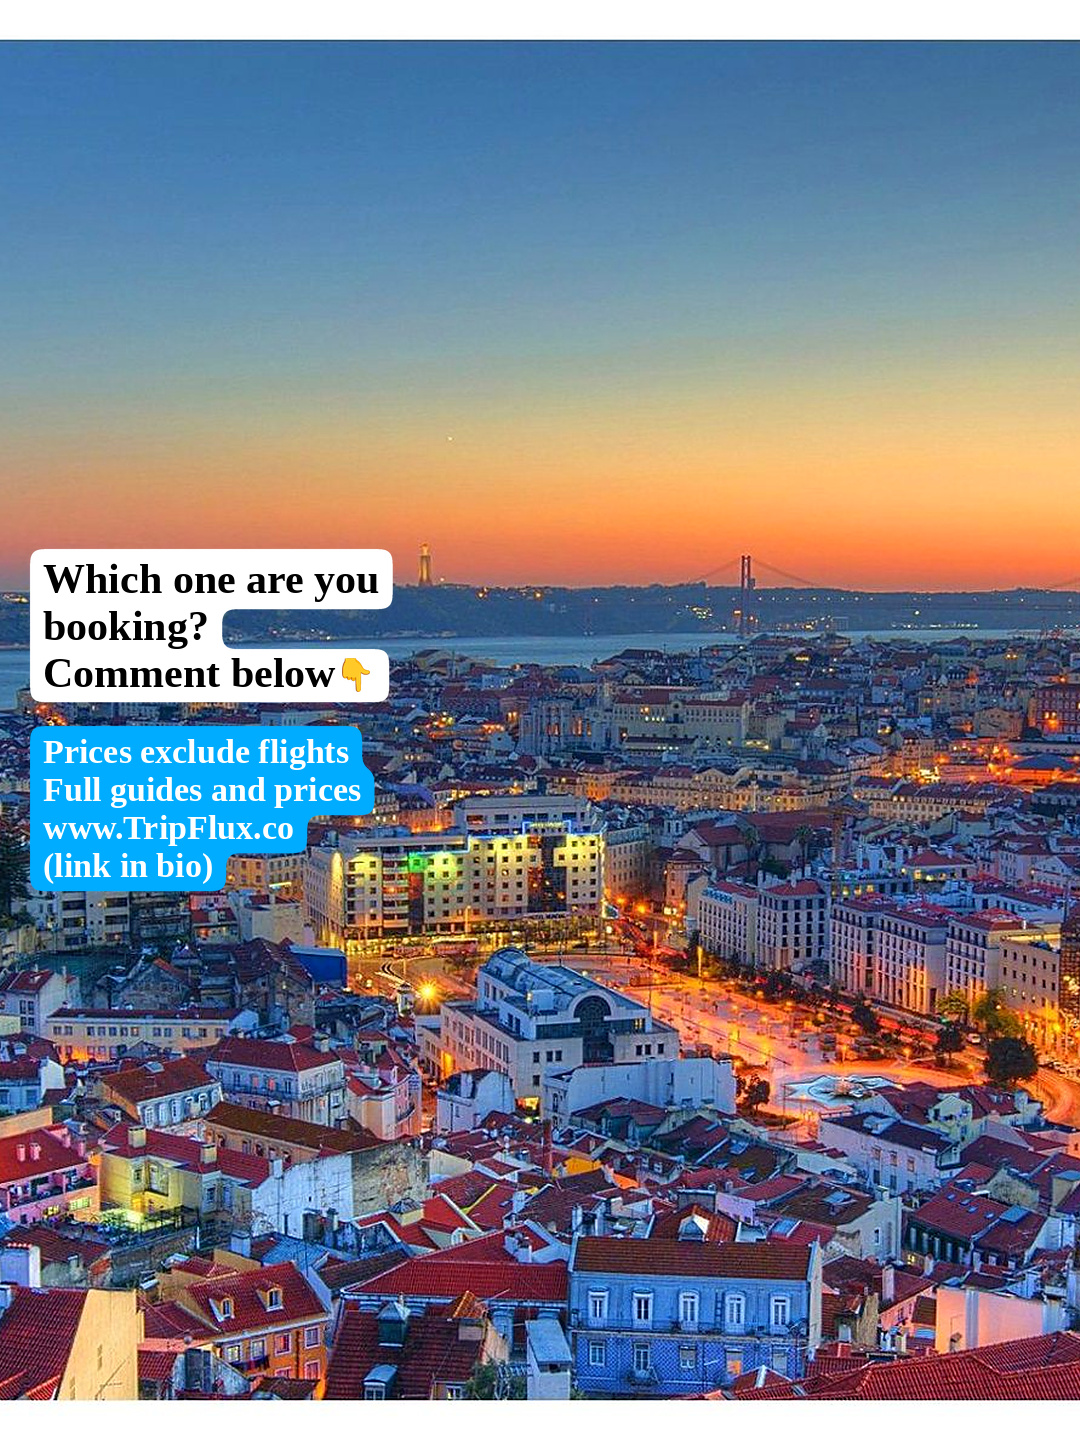 Which one are you
booking?
Comment below👇
Prices exclude flights
Full guides and prices
www.TripFlux.co
(link in bio)